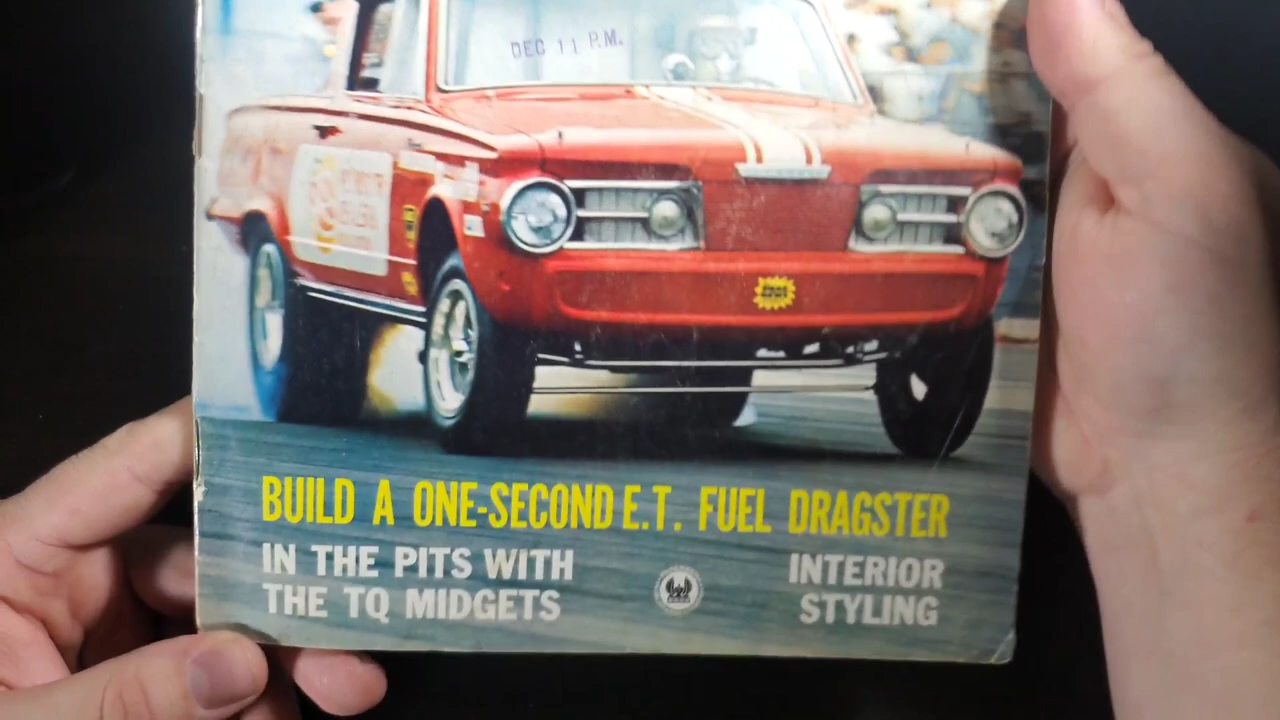 DEC 11 P.M.
BUILD A ONE-SECOND E.T. FUEL DRAGSTER
IN THE PITS WITH
THE TQ MIDGETS
INTERIOR
STYLING